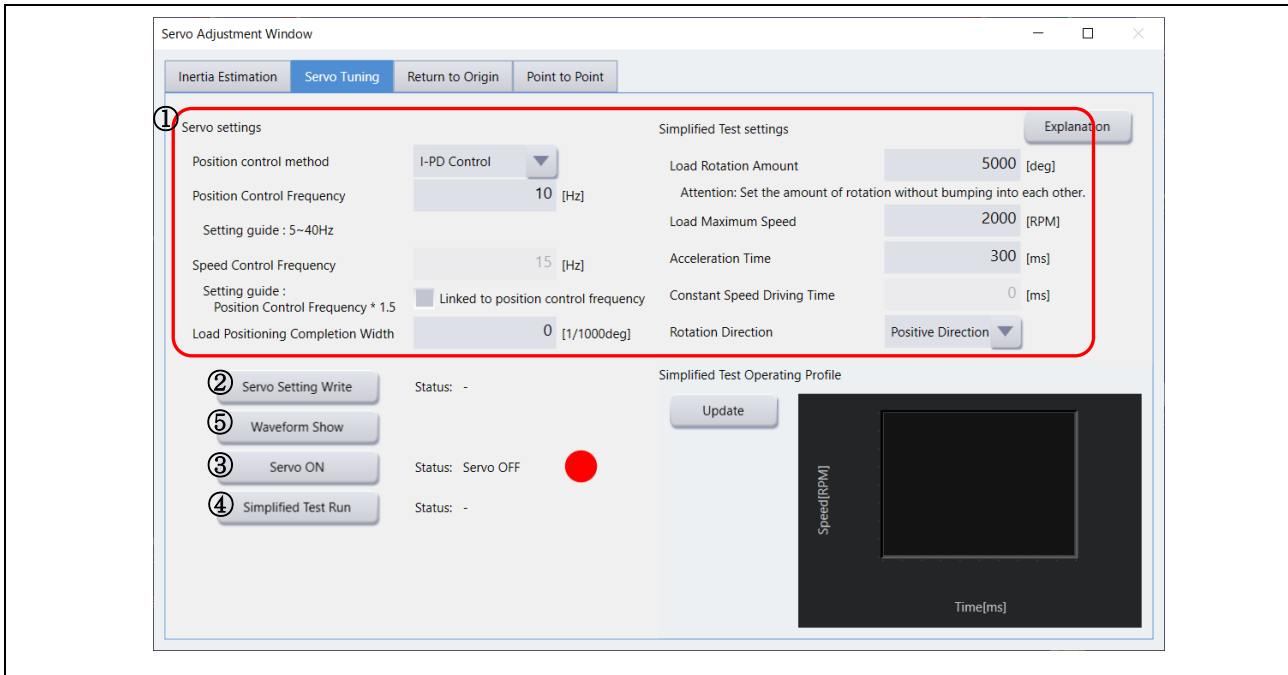 Servo Adjustment Window
Inertia Estimation Servo Tuning Return to Origin Point to Point
①
Servo settings
Position control method I-PD Control
Position Control Frequency 10 [Hz]
Setting guide : 5~40Hz
Speed Control Frequency 15 [Hz]
Setting guide :
Position Control Frequency * 1.5
Linked to position control frequency
Load Positioning Completion Width 0 [1/1000deg]
Simplified Test settings
Explanation
Load Rotation Amount 5000 [deg]
Attention: Set the amount of rotation without bumping into each other.
Load Maximum Speed 2000 [RPM]
Acceleration Time 300 [ms]
Constant Speed Driving Time 0 [ms]
Rotation Direction Positive Direction
② Servo Setting Write Status: -
⑤ Waveform Show
③ Servo ON Status: Servo OFF
④ Simplified Test Run Status: -
Simplified Test Operating Profile
Update
Speed[RPM]
Time[ms]